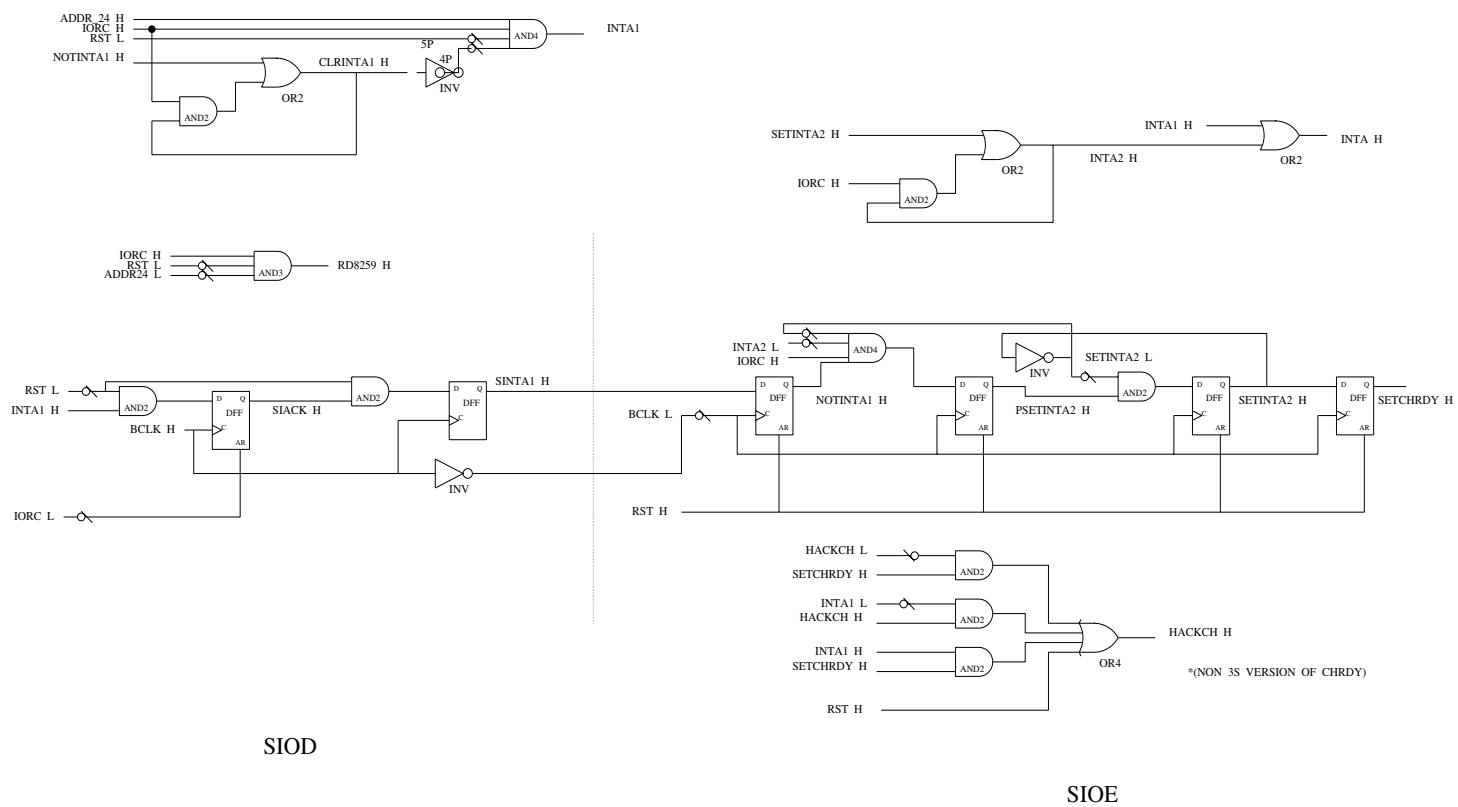 ADDR_24 H
IORC H
RST L
NOTINTA1 H
5P
4P
CLRINTA1 H
INV
OR2
AND2
AND4
INTA1
SETINTA2 H
IORC H
AND2
OR2
INTA2 H
INTA1 H
OR2
INTA H
IORC H
RST L
ADDR24 L
AND3
RD8259 H
RST L
INTA1 H
AND2
BCLK H
D Q
DFF
C
AR
SIACK H
AND2
D Q
DFF
C
SINTA1 H
INV
IORC L
INTA2 L
IORC H
AND4
BCLK L
D Q
DFF
C
AR
NOTINTA1 H
D Q
DFF
C
AR
PSETINTA2 H
INV
SETINTA2 L
AND2
D Q
DFF
C
AR
SETINTA2 H
D Q
DFF
C
AR
SETCHRDY H
RST H
HACKCH L
SETCHRDY H
AND2
INTA1 L
HACKCH H
AND2
INTA1 H
SETCHRDY H
AND2
RST H
OR4
HACKCH H
*(NON 3S VERSION OF CHRDY)
SIOD
SIOE